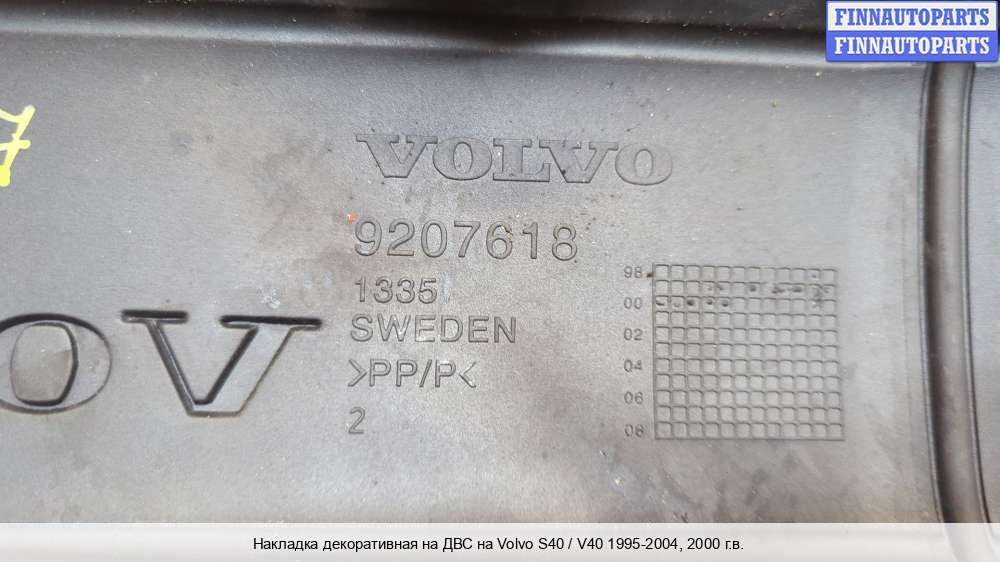 FINNAUTOPARTS
FINNAUTOPARTS
7
VOLVO
9207618
1335
SWEDEN
>PP/P<
2
98
00
02
04
06
08
OV
Накладка декоративная на ДВС на Volvo S40 / V40 1995-2004, 2000 г.в.